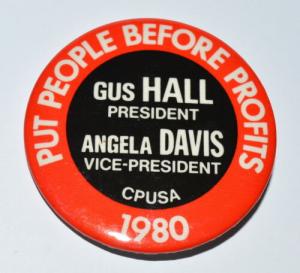 PUT PEOPLE BEFORE PROFITS
GUS HALL
PRESIDENT
ANGELA DAVIS
VICE-PRESIDENT
CPUSA
1980